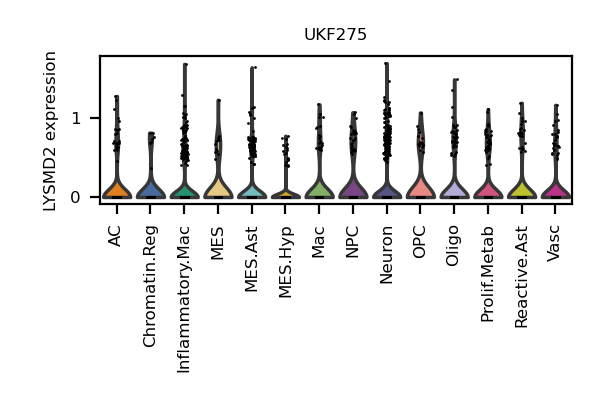 UKF275
LYSMD2 expression
1
0
AC
Chromatin.Reg
Inflammatory.Mac
MES
MES.Ast
MES.Hyp
Mac
NPC
Neuron
OPC
Oligo
Prolif.Metab
Reactive.Ast
Vasc